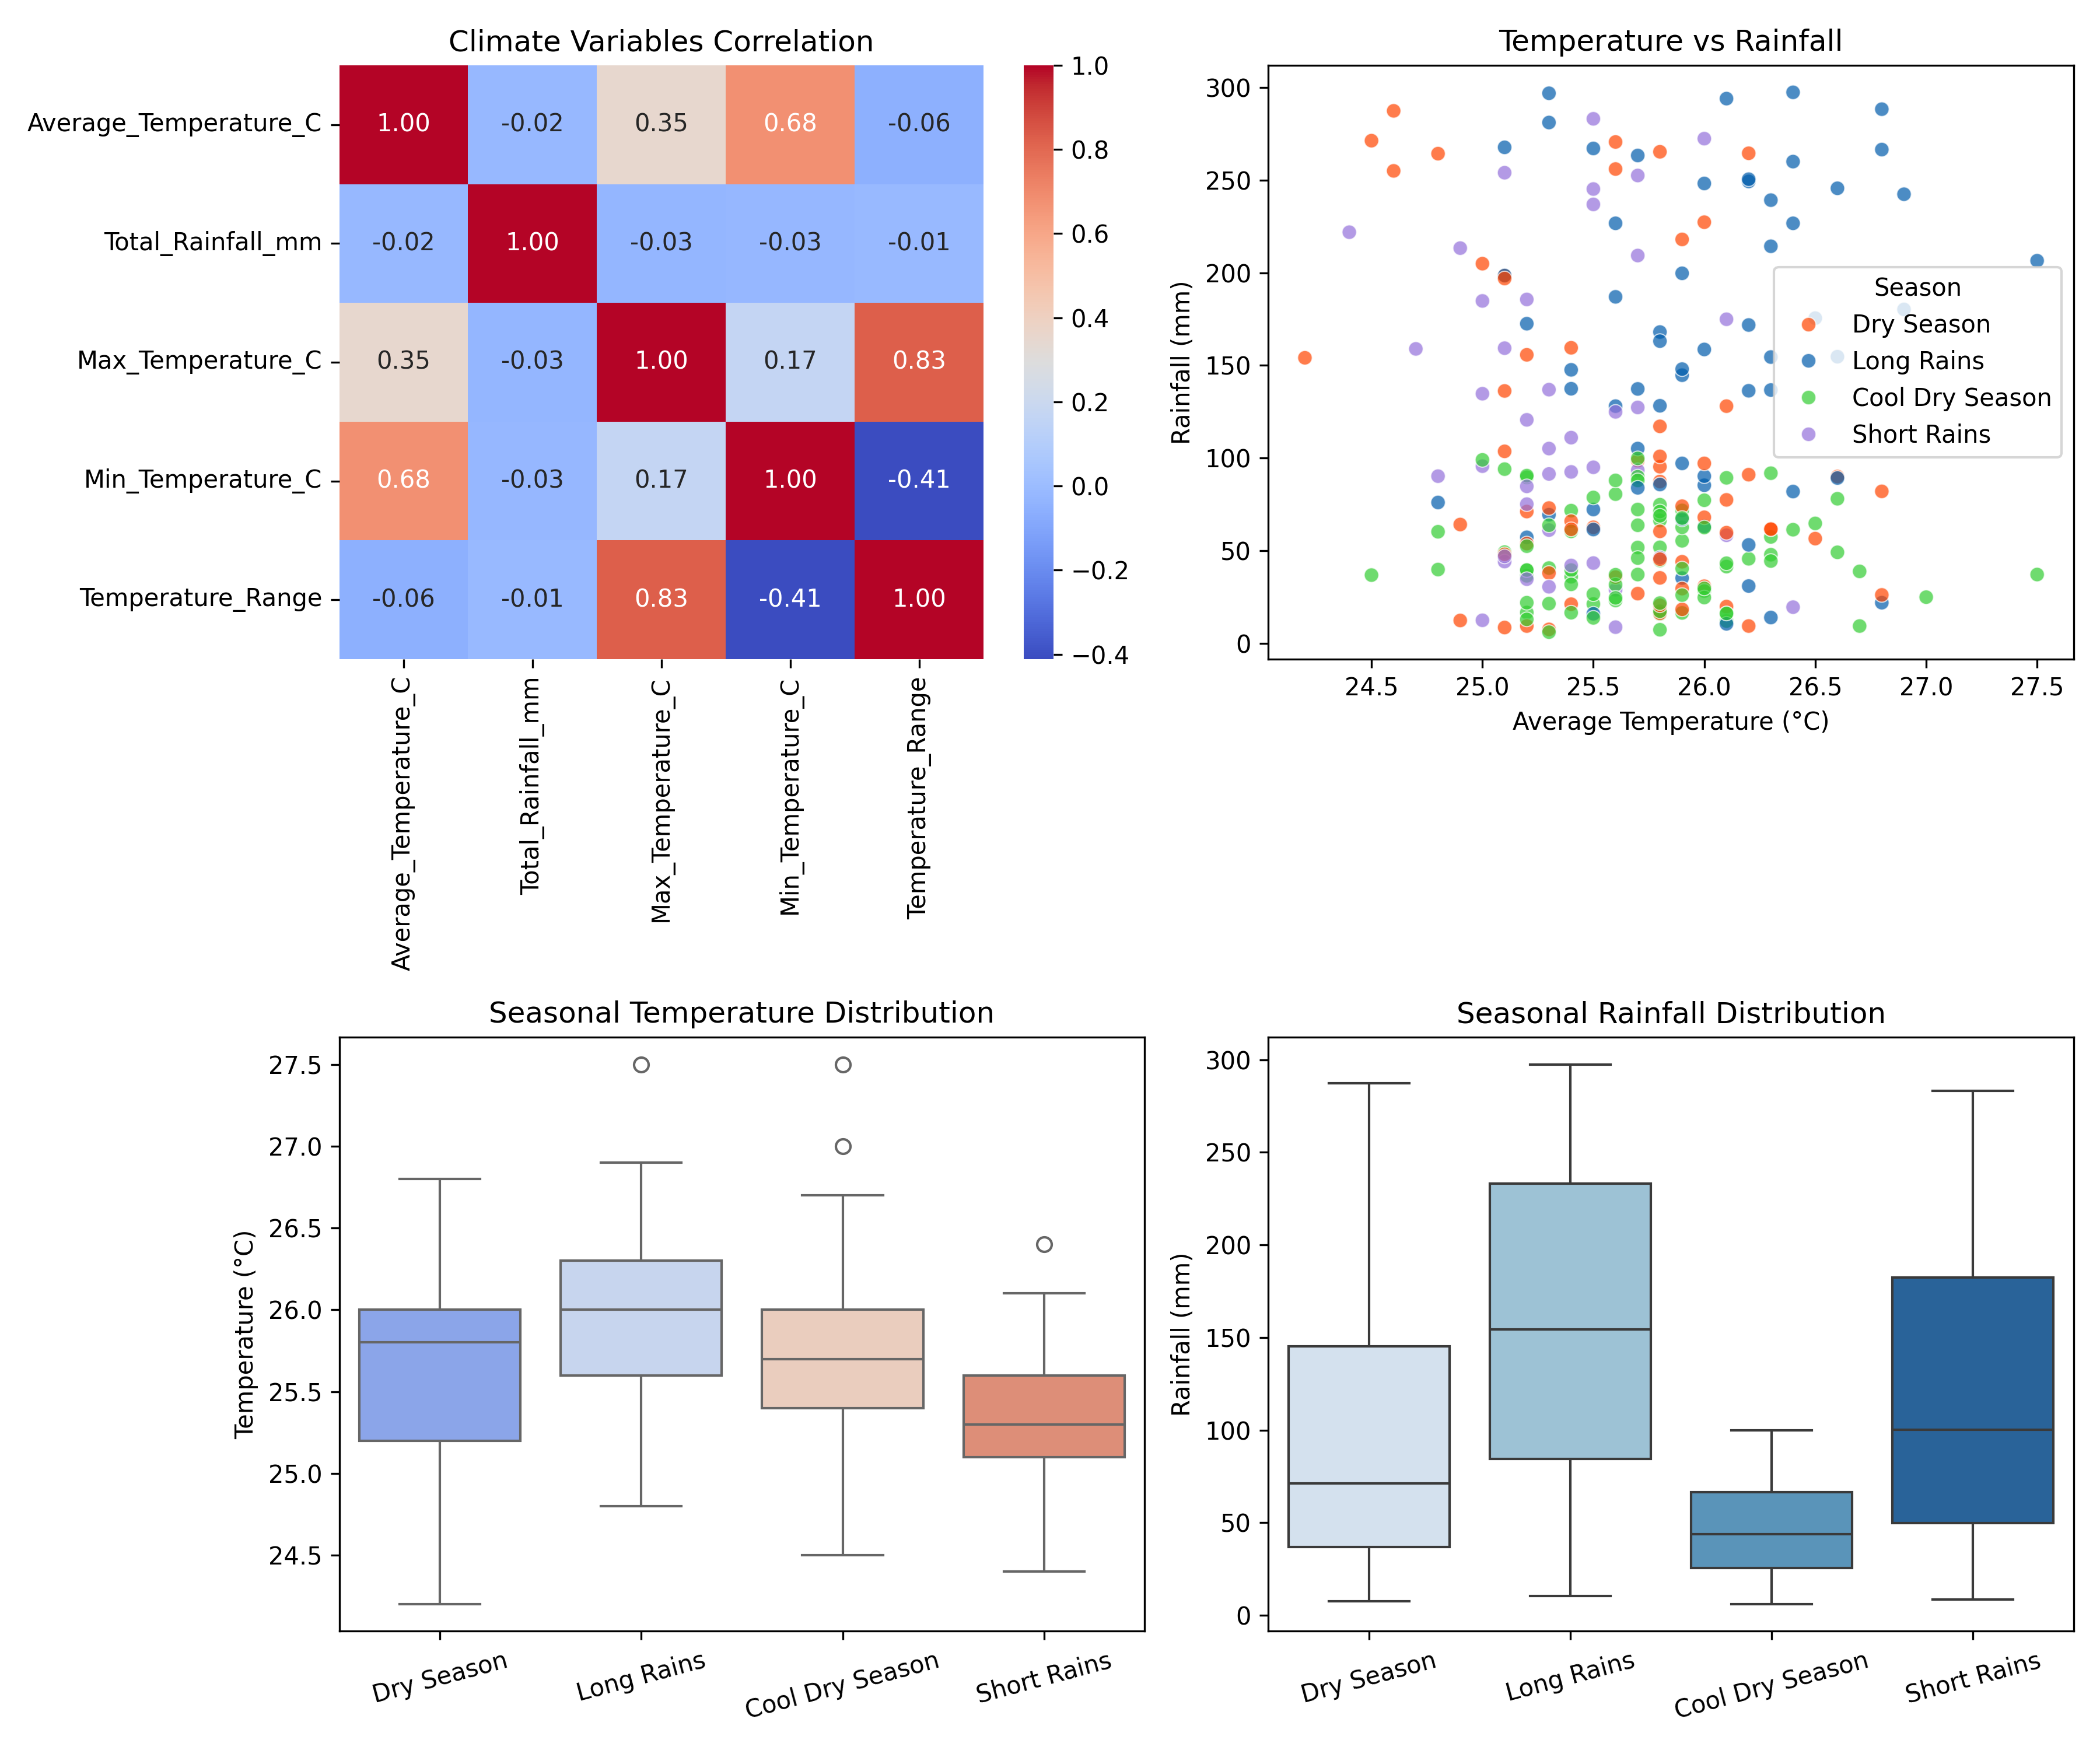 Climate Variables Correlation
Average_Temperature_C
1.00
-0.02
0.35
0.68
-0.06
Total_Rainfall_mm
-0.02
1.00
-0.03
-0.03
-0.01
Max_Temperature_C
0.35
-0.03
1.00
0.17
0.83
Min_Temperature_C
0.68
-0.03
0.17
1.00
-0.41
Temperature_Range
-0.06
-0.01
0.83
-0.41
1.00
Average_Temperature_C
Total_Rainfall_mm
Max_Temperature_C
Min_Temperature_C
Temperature_Range
1.0
0.8
0.6
0.4
0.2
0.0
−0.2
−0.4
Temperature vs Rainfall
Rainfall (mm)
300
250
200
150
100
50
0
Season
Dry Season
Long Rains
Cool Dry Season
Short Rains
24.5
25.0
25.5
26.0
26.5
27.0
27.5
Average Temperature (°C)
Seasonal Temperature Distribution
Temperature (°C)
27.5
27.0
26.5
26.0
25.5
25.0
24.5
Dry Season
Long Rains
Cool Dry Season
Short Rains
Seasonal Rainfall Distribution
Rainfall (mm)
300
250
200
150
100
50
0
Dry Season
Long Rains
Cool Dry Season
Short Rains